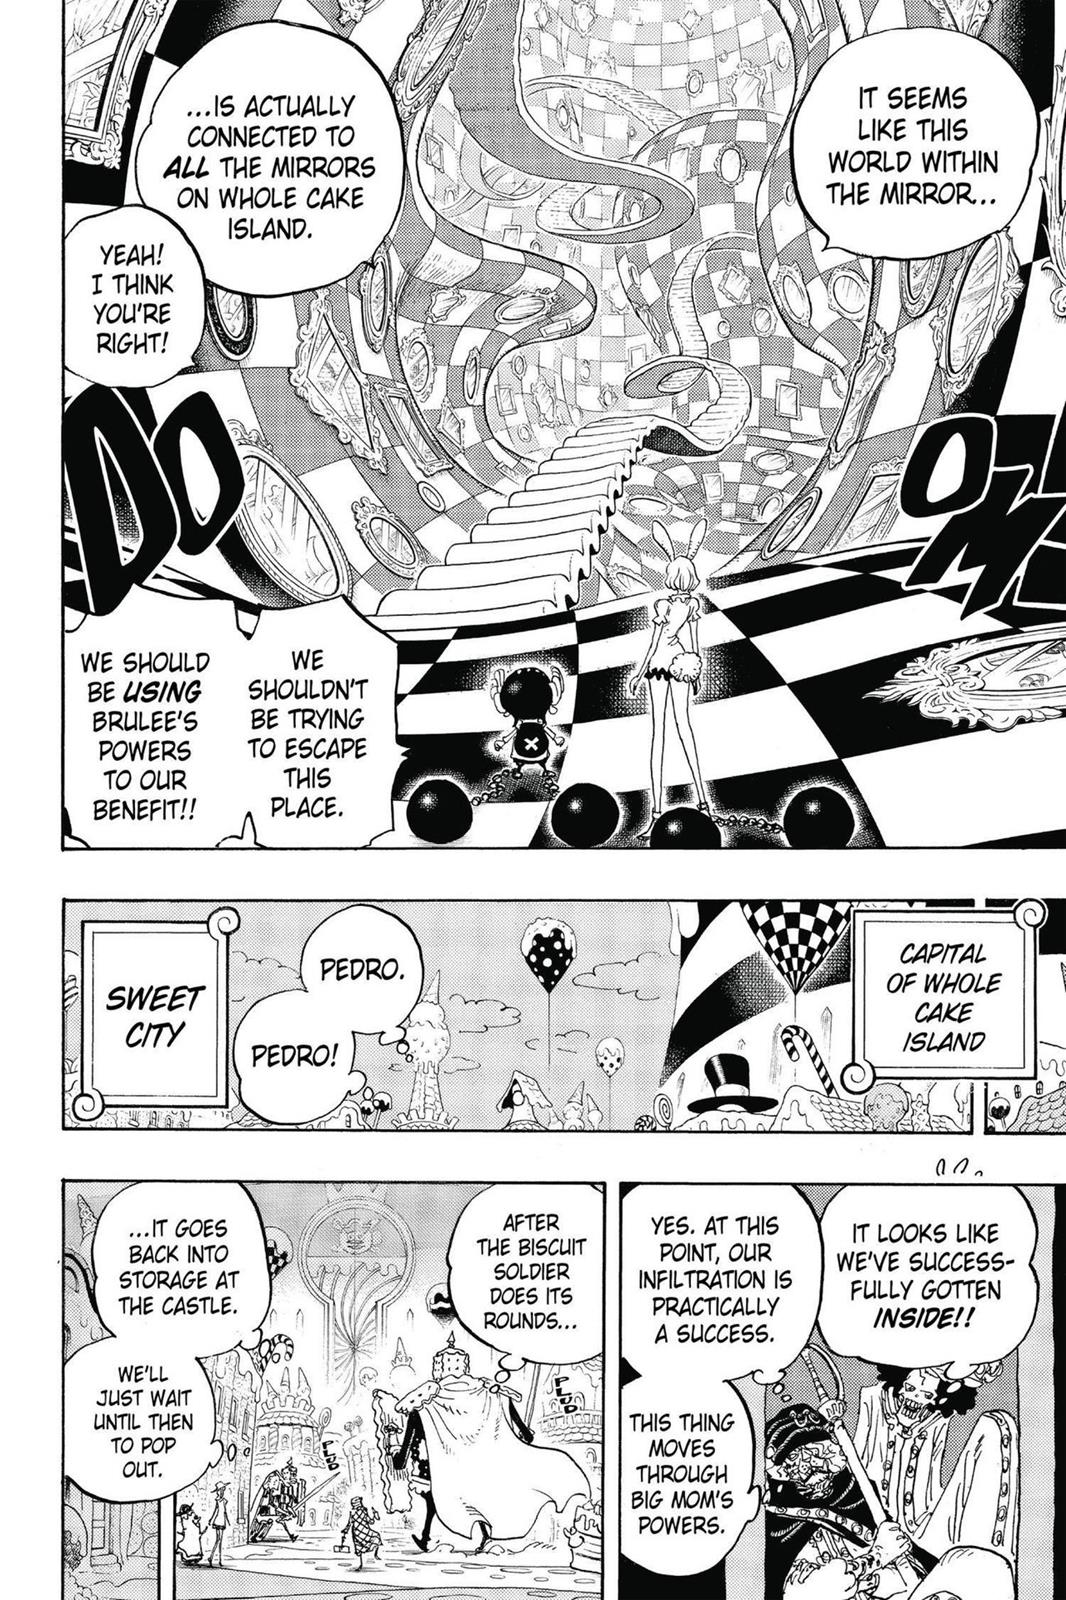 IT SEEMS
LIKE THIS
WORLD WITHIN
THE MIRROR...
...IS ACTUALLY
CONNECTED TO
ALL THE MIRRORS
ON WHOLE CAKE
ISLAND.
YEAH!
I THINK
YOU'RE
RIGHT!
DO
OM
WE
SHOULDN'T
BE TRYING
TO ESCAPE
THIS
PLACE.
WE SHOULD
BE USING
BRULEE'S
POWERS
TO OUR
BENEFIT!!
CAPITAL
OF WHOLE
CAKE
ISLAND
PEDRO.
PEDRO!
SWEET
CITY
IT LOOKS LIKE
WE'VE SUCCESS-
FULLY GOTTEN
INSIDE!!
YES. AT THIS
POINT, OUR
INFILTRATION IS
PRACTICALLY
A SUCCESS.
THIS THING
MOVES
THROUGH
BIG MOM'S
POWERS.
AFTER
THE BISCUIT
SOLDIER
DOES ITS
ROUNDS...
PLOD
PLOD
...IT GOES
BACK INTO
STORAGE AT
THE CASTLE.
WE'LL
JUST WAIT
UNTIL THEN
TO POP
OUT.